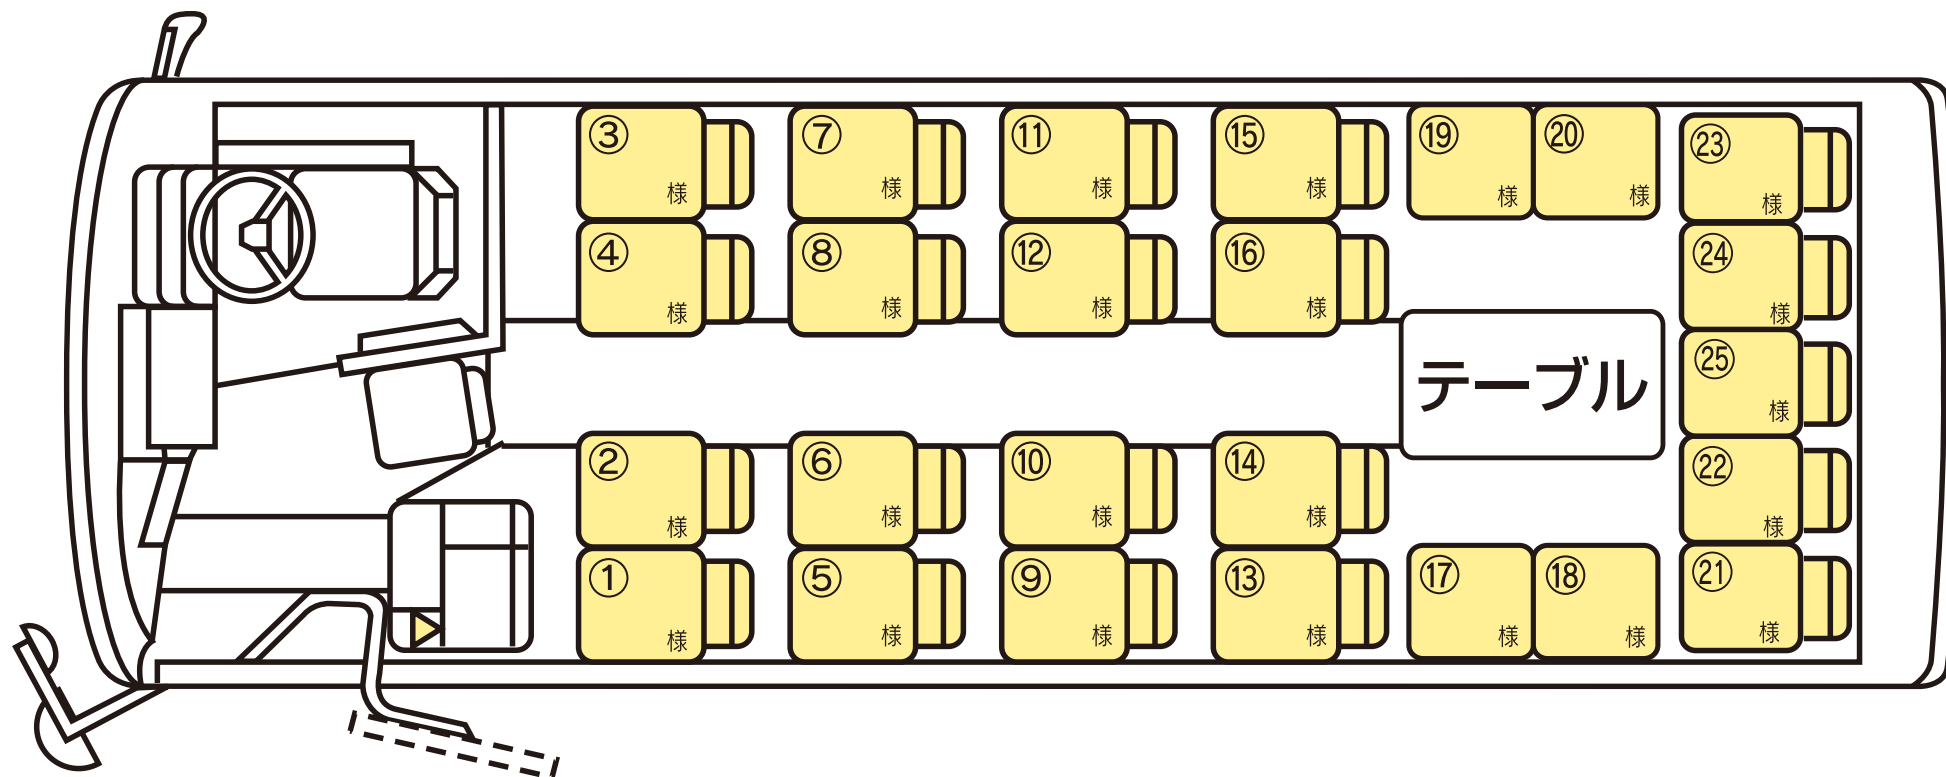 ③ 様
⑦ 様
⑪ 様
⑮ 様
⑲ 様
⑳ 様
㉓ 様
④ 様
⑧ 様
⑫ 様
⑯ 様
㉔ 様
テーブル
㉕ 様
② 様
⑥ 様
⑩ 様
⑭ 様
㉒ 様
① 様
⑤ 様
⑨ 様
⑬ 様
⑰ 様
⑱ 様
㉑ 様